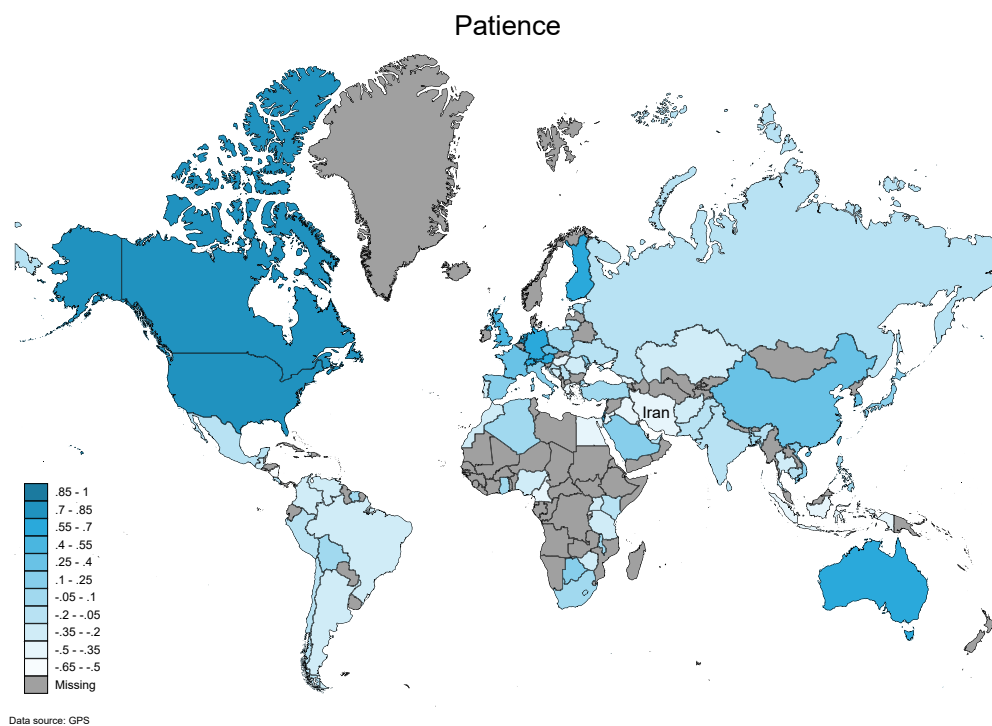 Patience
Iran
.85 - 1
.7 - .85
.55 - .7
.4 - .55
.25 - .4
.1 - .25
-.05 - .1
-.2 - -.05
-.35 - -.2
-.5 - -.35
-.65 - -.5
Missing
Data source: GPS